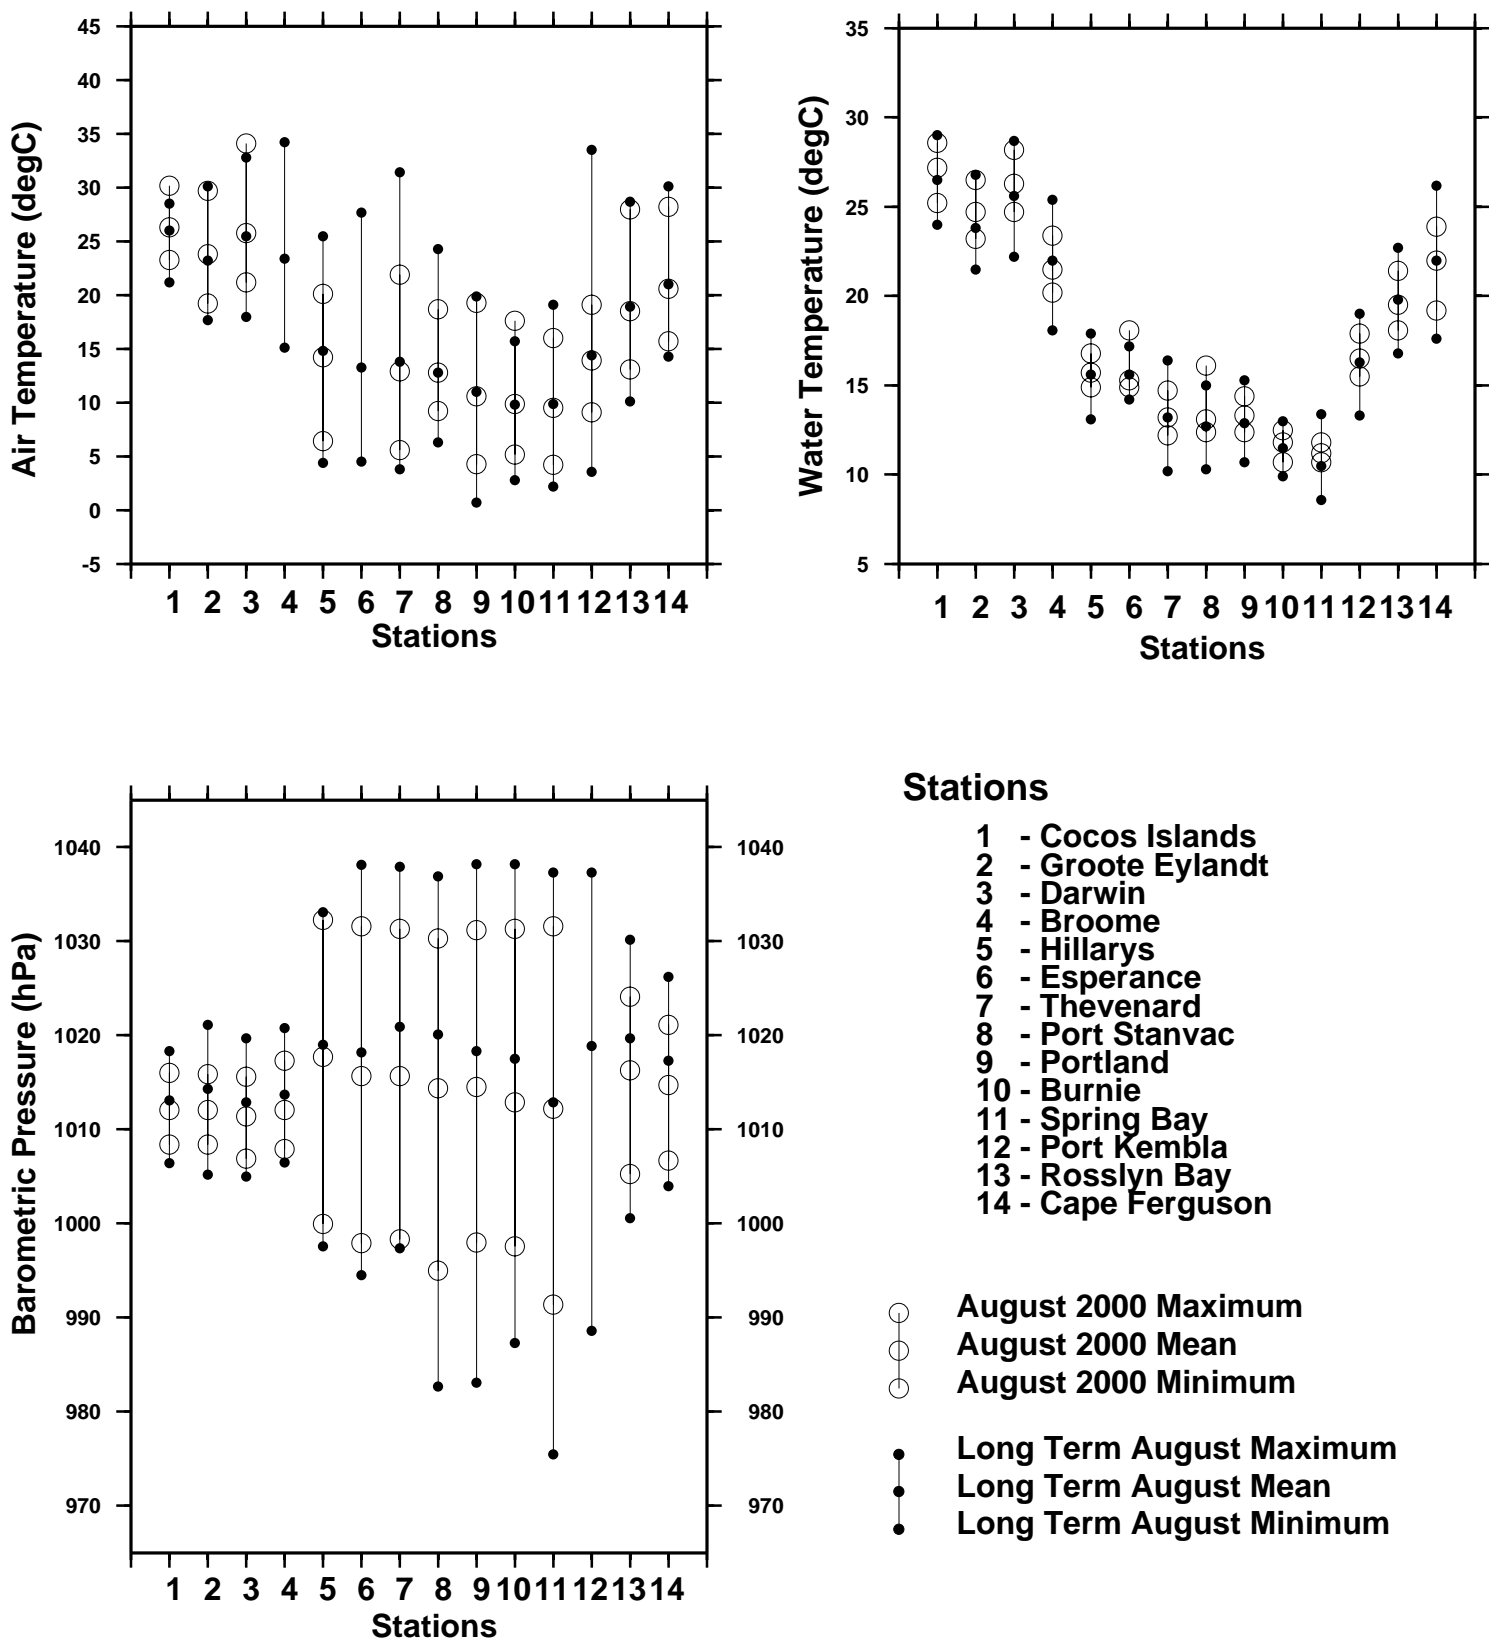 45
40
35
30
25
20
15
10
5
0
-5
Air Temperature (degC)
1 2 3 4 5 6 7 8 9 10 11 12 13 14
Stations
35
30
25
20
15
10
5
Water Temperature (degC)
1 2 3 4 5 6 7 8 9 10 11 12 13 14
Stations
1040 1040
1030 1030
1020 1020
1010 1010
1000 1000
990 990
980 980
970 970
Barometric Pressure (hPa)
1 2 3 4 5 6 7 8 9 10 11 12 13 14
Stations
Stations
1 - Cocos Islands
2 - Groote Eylandt
3 - Darwin
4 - Broome
5 - Hillarys
6 - Esperance
7 - Thevenard
8 - Port Stanvac
9 - Portland
10 - Burnie
11 - Spring Bay
12 - Port Kembla
13 - Rosslyn Bay
14 - Cape Ferguson
August 2000 Maximum
August 2000 Mean
August 2000 Minimum
Long Term August Maximum
Long Term August Mean
Long Term August Minimum